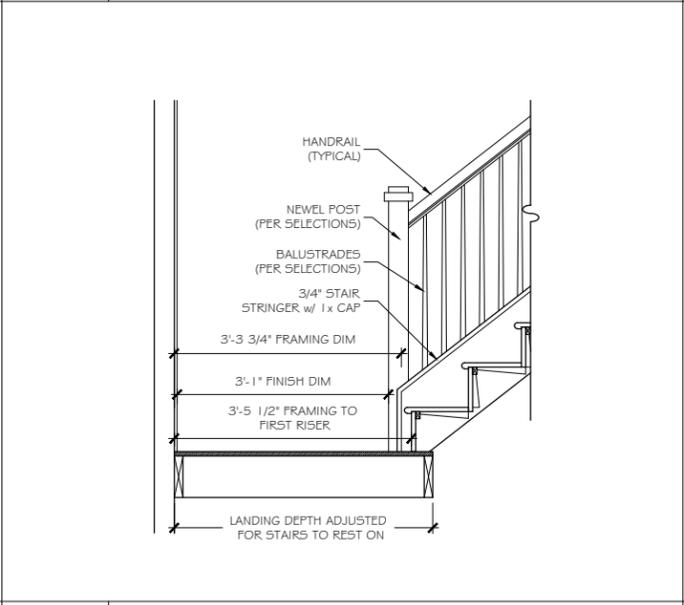 HANDRAIL
(TYPICAL)
NEWEL POST
(PER SELECTIONS)
BALUSTRADES
(PER SELECTIONS)
3/4" STAIR
STRINGER w/ 1x CAP
3'-3 3/4" FRAMING DIM
3'-1" FINISH DIM
3'-5 1/2" FRAMING TO
FIRST RISER
LANDING DEPTH ADJUSTED
FOR STAIRS TO REST ON